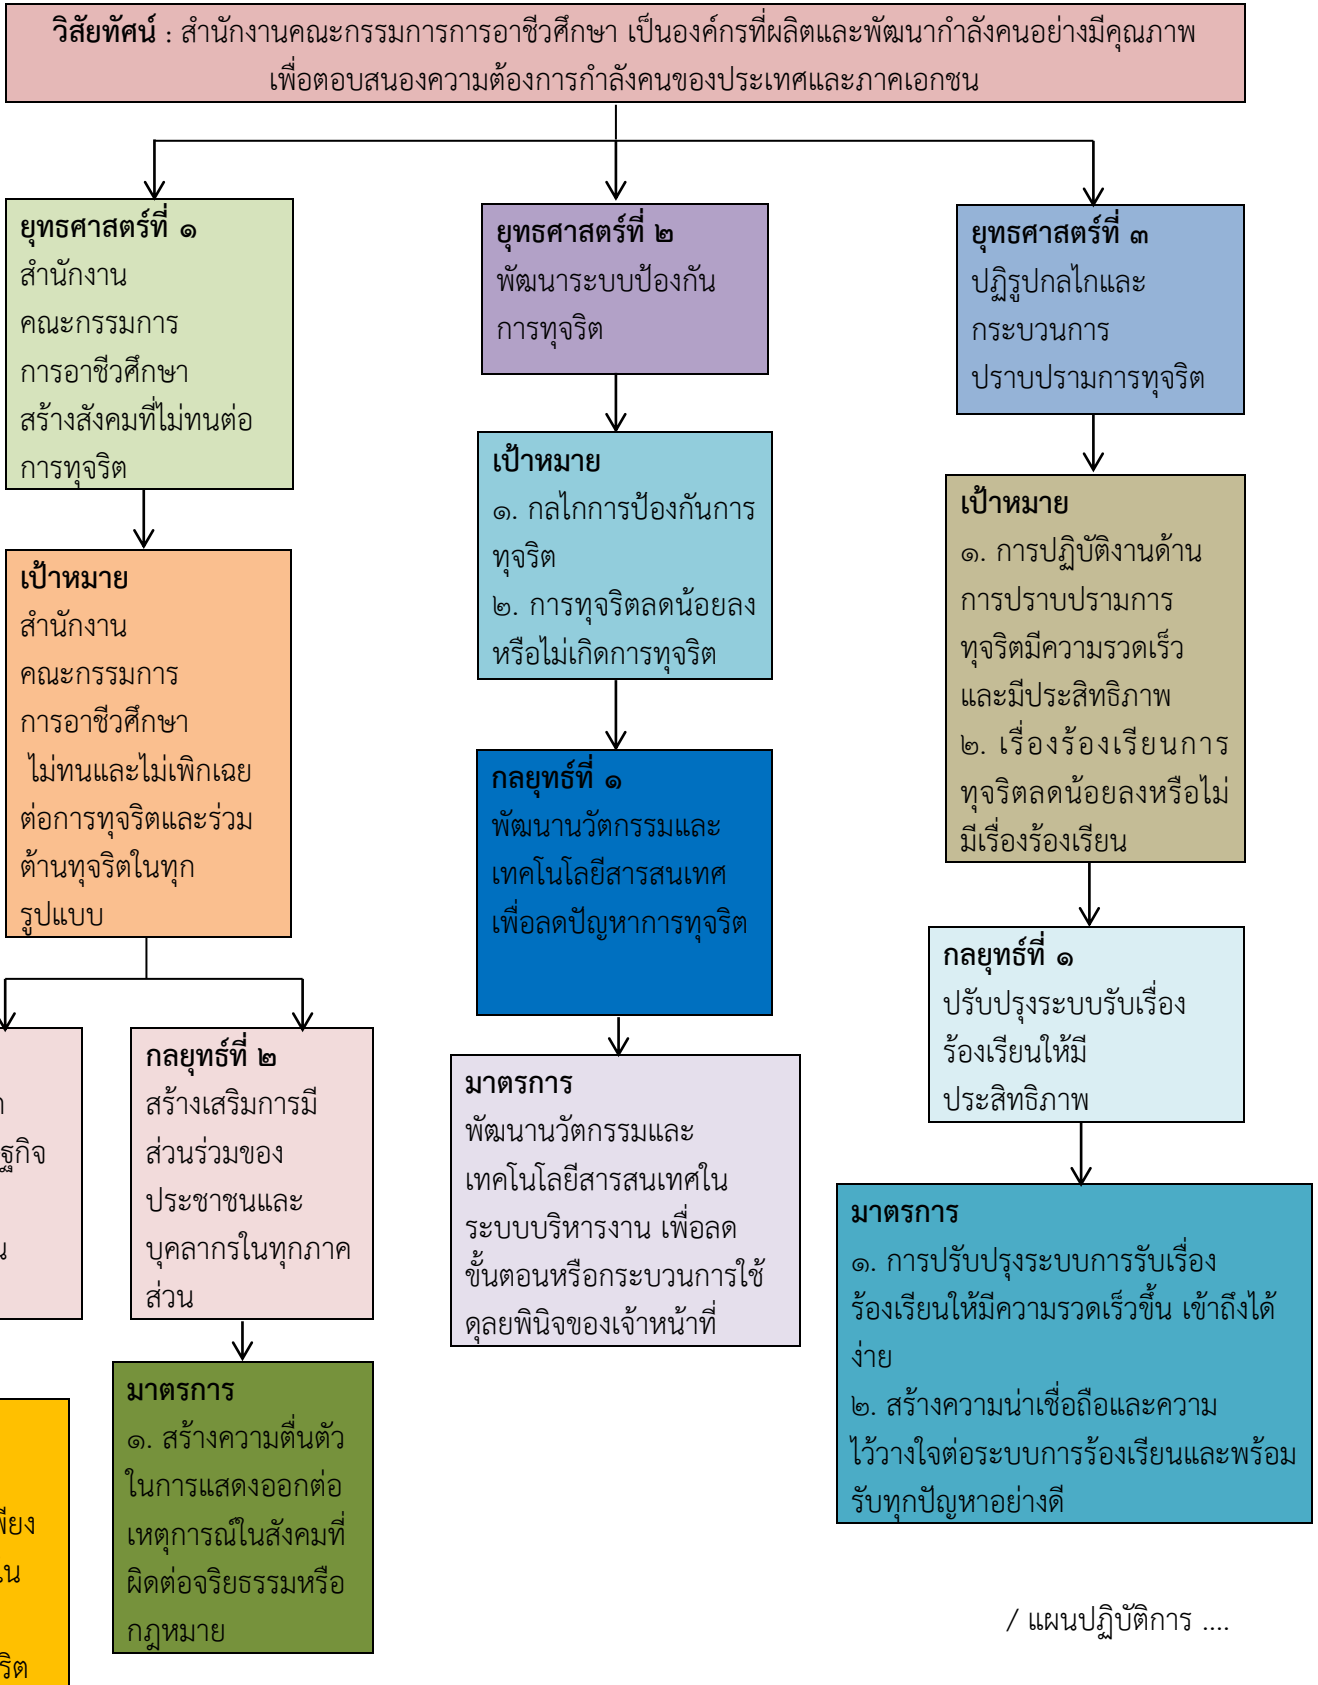 วิสัยทัศน์ : สำนักงานคณะกรรมการการอาชีวศึกษา เป็นองค์กรที่ผลิตและพัฒนากำลังคนอย่างมีคุณภาพ
เพื่อตอบสนองความต้องการกำลังคนของประเทศและภาคเอกชน
ยุทธศาสตร์ที่ ๑
สำนักงาน
คณะกรรมการ
การอาชีวศึกษา
สร้างสังคมที่ไม่ทนต่อ
การทุจริต
เป้าหมาย
สำนักงาน
คณะกรรมการ
การอาชีวศึกษา
ไม่ทนและไม่เพิกเฉย
ต่อการทุจริตและร่วม
ต้านทุจริตในทุก
รูปแบบ
ฐกิจ
กลยุทธ์ที่ ๒
สร้างเสริมการมี
ส่วนร่วมของ
ประชาชนและ
บุคลากรในทุกภาค
ส่วน
พียง
ริต
มาตรการ
๑. สร้างความตื่นตัว
ในการแสดงออกต่อ
เหตุการณ์ในสังคมที่
ผิดต่อจริยธรรมหรือ
กฎหมาย
ยุทธศาสตร์ที่ ๒
พัฒนาระบบป้องกัน
การทุจริต
เป้าหมาย
๑. กลไกการป้องกันการ
ทุจริต
๒. การทุจริตลดน้อยลง
หรือไม่เกิดการทุจริต
กลยุทธ์ที่ ๑
พัฒนานวัตกรรมและ
เทคโนโลยีสารสนเทศ
เพื่อลดปัญหาการทุจริต
มาตรการ
พัฒนานวัตกรรมและ
เทคโนโลยีสารสนเทศใน
ระบบบริหารงาน เพื่อลด
ขั้นตอนหรือกระบวนการใช้
ดุลยพินิจของเจ้าหน้าที่
ยุทธศาสตร์ที่ ๓
ปฏิรูปกลไกและ
กระบวนการ
ปราบปรามการทุจริต
เป้าหมาย
๑. การปฏิบัติงานด้าน
การปราบปรามการ
ทุจริตมีความรวดเร็ว
และมีประสิทธิภาพ
๒. เรื่องร้องเรียนการ
ทุจริตลดน้อยลงหรือไม่
มีเรื่องร้องเรียน
กลยุทธ์ที่ ๑
ปรับปรุงระบบรับเรื่อง
ร้องเรียนให้มี
ประสิทธิภาพ
มาตรการ
๑. การปรับปรุงระบบการรับเรื่อง
ร้องเรียนให้มีความรวดเร็วขึ้น เข้าถึงได้
ง่าย
๒. สร้างความน่าเชื่อถือและความ
ไว้วางใจต่อระบบการร้องเรียนและพร้อม
รับทุกปัญหาอย่างดี
/ แผนปฏิบัติการ ....